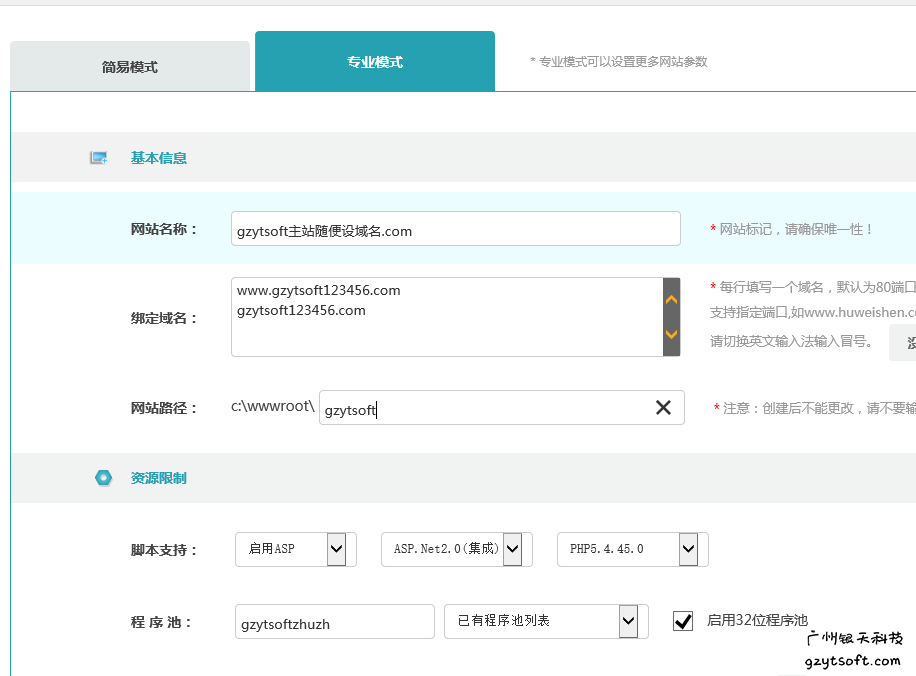 简易模式
专业模式
* 专业模式可以设置更多网站参数
基本信息
网站名称：
gzytsoft主站随便设域名.com
* 网站标记，请确保唯一性！
绑定域名：
www.gzytsoft123456.com
gzytsoft123456.com
* 每行填写一个域名，默认为80端口
支持指定端口,如www.huweishen.c
请切换英文输入法输入冒号。
网站路径：
c:\wwwroot\
gzytsoft
* 注意：创建后不能更改，请不要输
资源限制
脚本支持：
启用ASP
ASP.Net2.0(集成)
PHP5.4.45.0
程 序 池：
gzytsoftzhuzh
已有程序池列表
启用32位程序池
广州银天科技
gzytsoft.com